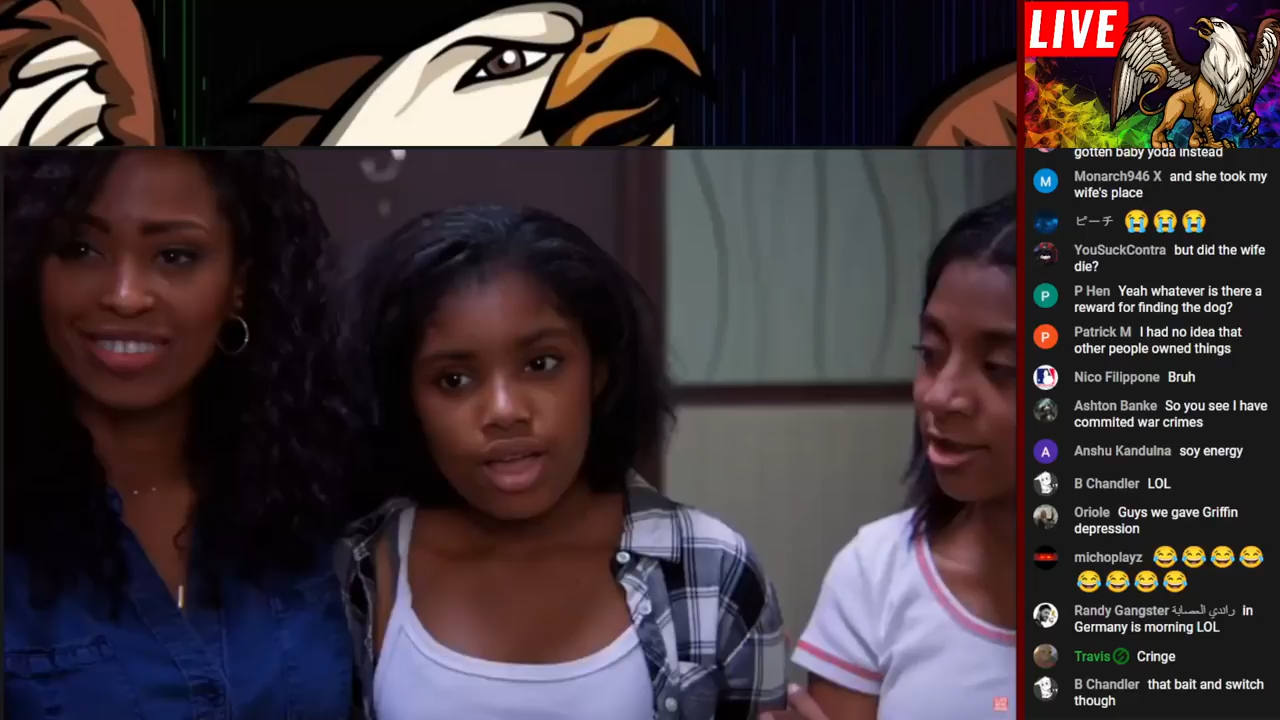 LIVE
gotten baby yoda instead
M
Monarch946 X and she took my
wife's place
ピーチ 😭😭😭
YouSuckContra but did the wife
die?
P
P Hen Yeah whatever is there a
reward for finding the dog?
P
Patrick M I had no idea that
other people owned things
Nico Filippone Bruh
Ashton Banke So you see I have
commited war crimes
A
Anshu Kandulna soy energy
B Chandler LOL
Oriole Guys we gave Griffin
depression
michoplayz 😂😂😂😂
😂😂😂😂
Randy Gangster راندي العصابة in
Germany is morning LOL
Travis Cringe
B Chandler that bait and switch
though